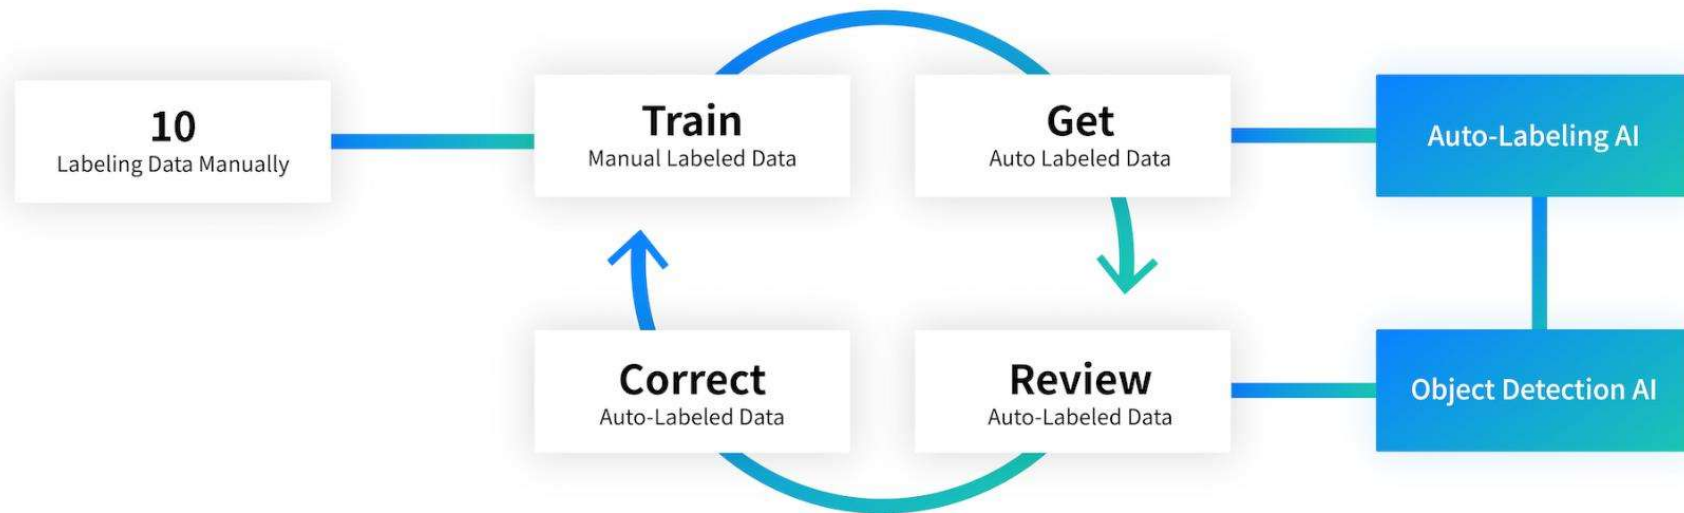 10
Labeling Data Manually
Train
Manual Labeled Data
Get
Auto Labeled Data
Auto-Labeling AI
Correct
Auto-Labeled Data
Review
Auto-Labeled Data
Object Detection AI